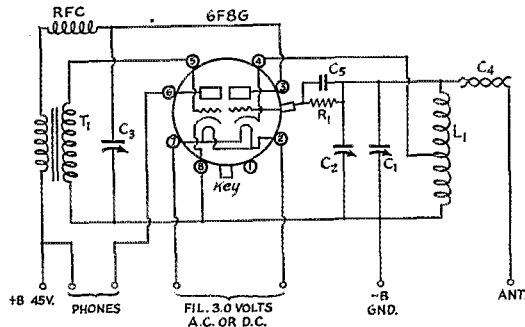 RFC
6F8G
5
4
6
3
C5
C4
T1
C3
R1
L1
7
2
C2
C1
8
1
Key
+B 45V.
PHONES
FIL. 3.0 VOLTS
A.C. OR D.C.
-B
GND.
ANT.